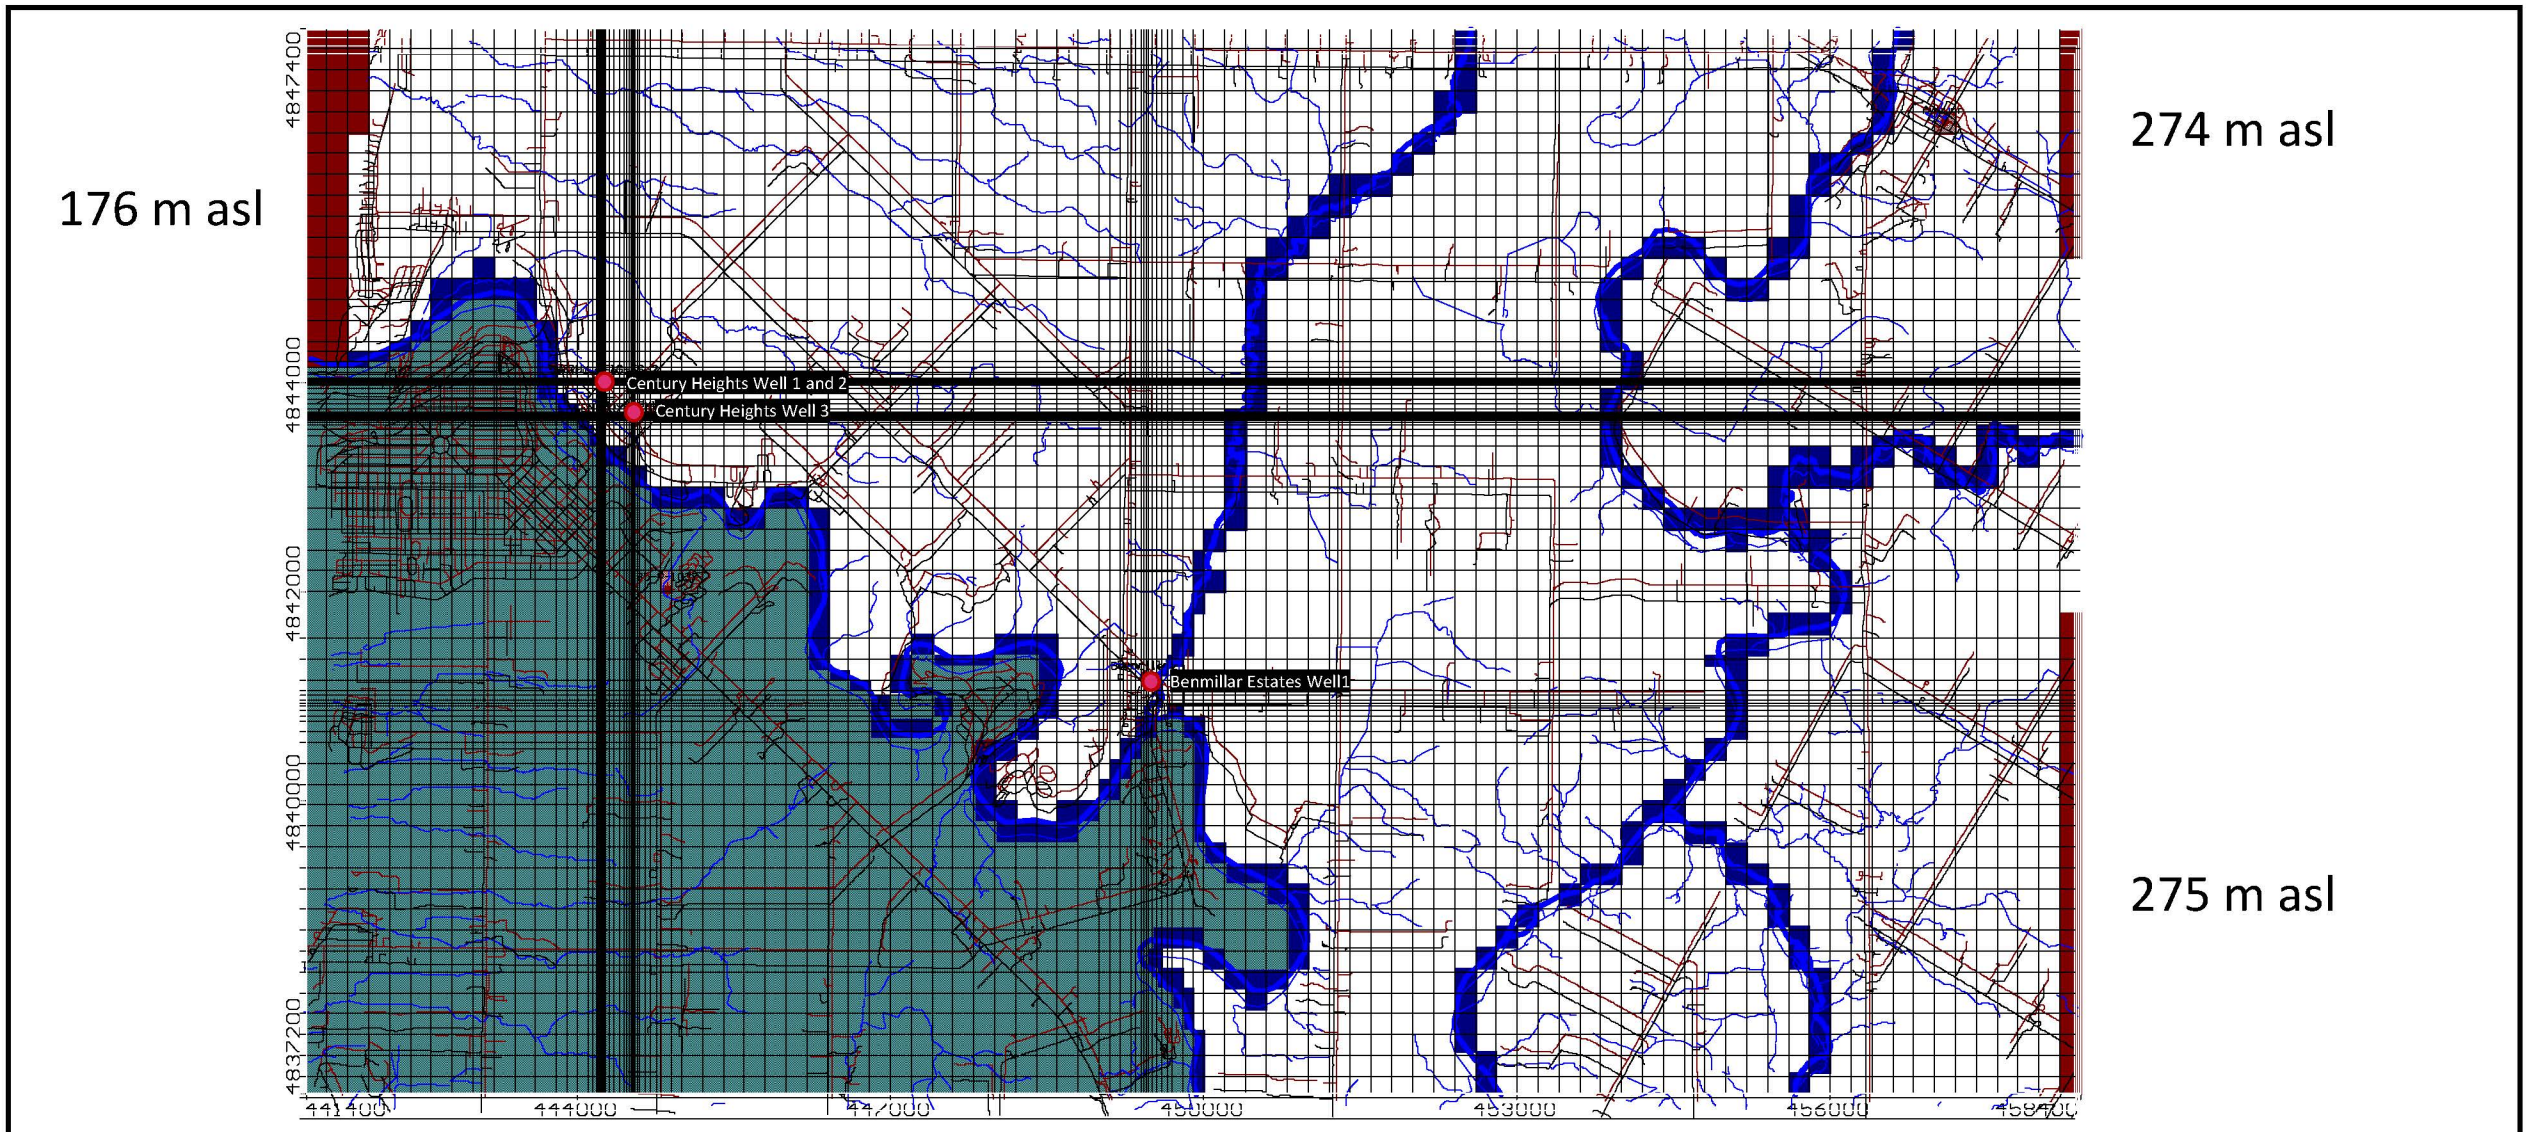 274 m asl
176 m asl
Century Heights Well 1 and 2
Century Heights Well 3
Benmillar Estates Well1
275 m asl
4847400
4844000
4842000
4840000
4837200
441400 444000 447000 450000 453000 456000 458400